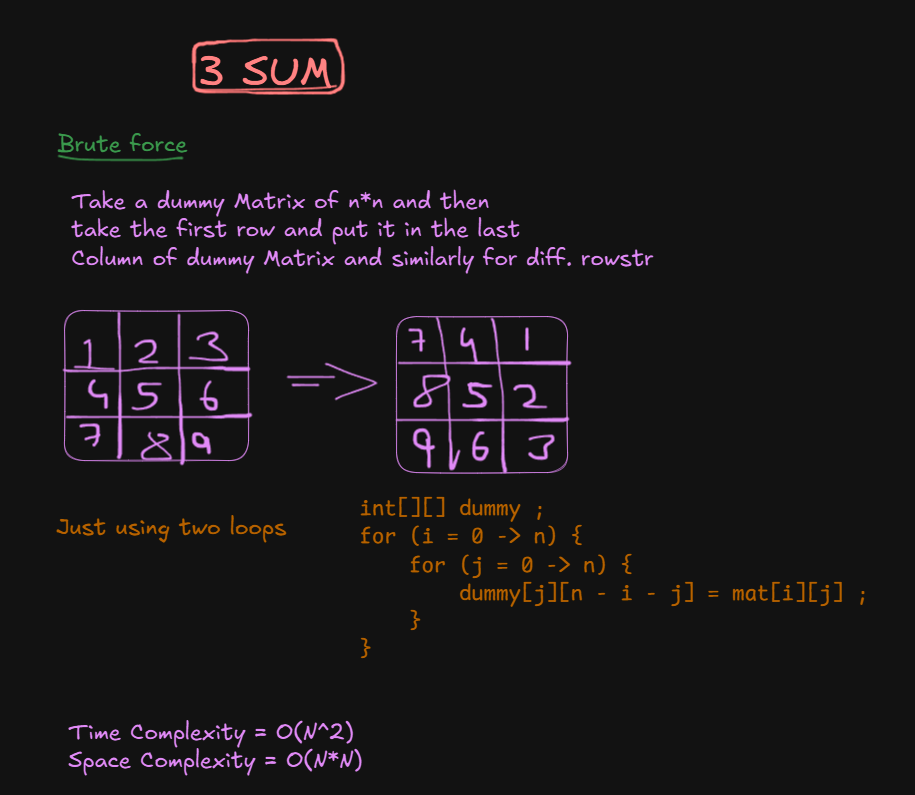 3 SUM
Brute force
Take a dummy Matrix of n*n and then
take the first row and put it in the last
Column of dummy Matrix and similarly for diff. rowstr
1 2 3
4 5 6
7 8 9
=>
7 4 1
8 5 2
9 6 3
Just using two loops
int[][] dummy ;
for (i = 0 -> n) {
for (j = 0 -> n) {
dummy[j][n - i - j] = mat[i][j] ;
}
}
Time Complexity = O(N^2)
Space Complexity = O(N*N)